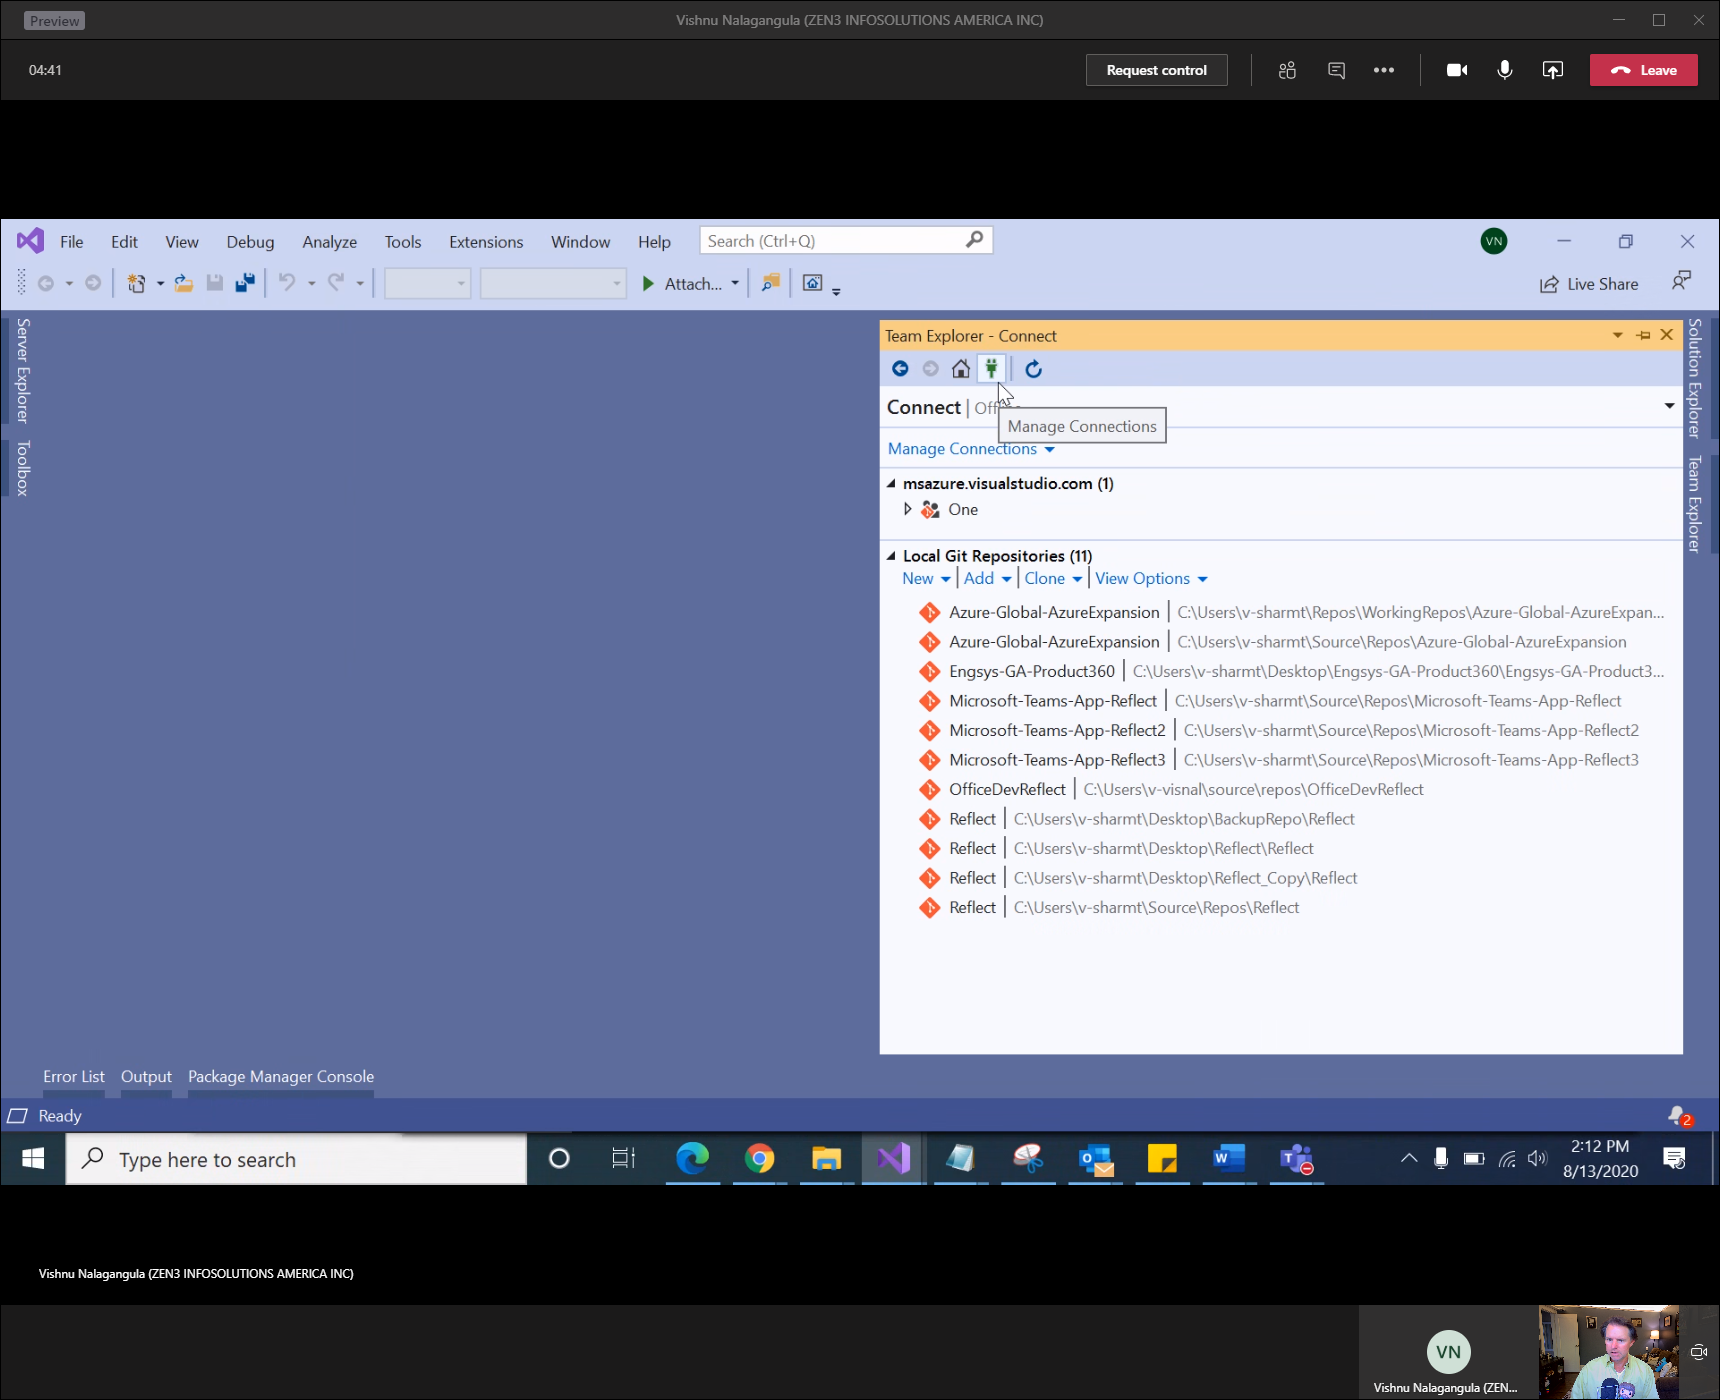 Preview
Vishnu Nalagangula (ZEN3 INFOSOLUTIONS AMERICA INC)
04:41
Request control
Leave
File Edit View Debug Analyze Tools Extensions Window Help Search (Ctrl+Q) VN
Attach... Live Share
Server Explorer
Toolbox
Team Explorer - Connect
Solution Explorer
Team Explorer
Connect |
Manage Connections
Manage Connections
msazure.visualstudio.com (1)
One
Local Git Repositories (11)
New | Add | Clone | View Options
Azure-Global-AzureExpansion | C:\Users\v-sharmt\Repos\WorkingRepos\Azure-Global-AzureExpan...
Azure-Global-AzureExpansion | C:\Users\v-sharmt\Source\Repos\Azure-Global-AzureExpansion
Engsys-GA-Product360 | C:\Users\v-sharmt\Desktop\Engsys-GA-Product360\Engsys-GA-Product3...
Microsoft-Teams-App-Reflect | C:\Users\v-sharmt\Source\Repos\Microsoft-Teams-App-Reflect
Microsoft-Teams-App-Reflect2 | C:\Users\v-sharmt\Source\Repos\Microsoft-Teams-App-Reflect2
Microsoft-Teams-App-Reflect3 | C:\Users\v-sharmt\Source\Repos\Microsoft-Teams-App-Reflect3
OfficeDevReflect | C:\Users\v-visnal\source\repos\OfficeDevReflect
Reflect | C:\Users\v-sharmt\Desktop\BackupRepo\Reflect
Reflect | C:\Users\v-sharmt\Desktop\Reflect\Reflect
Reflect | C:\Users\v-sharmt\Desktop\Reflect_Copy\Reflect
Reflect | C:\Users\v-sharmt\Source\Repos\Reflect
Error List Output Package Manager Console
Ready
2
Type here to search
2:12 PM
8/13/2020
Vishnu Nalagangula (ZEN3 INFOSOLUTIONS AMERICA INC)
VN
Vishnu Nalagangula (ZEN...